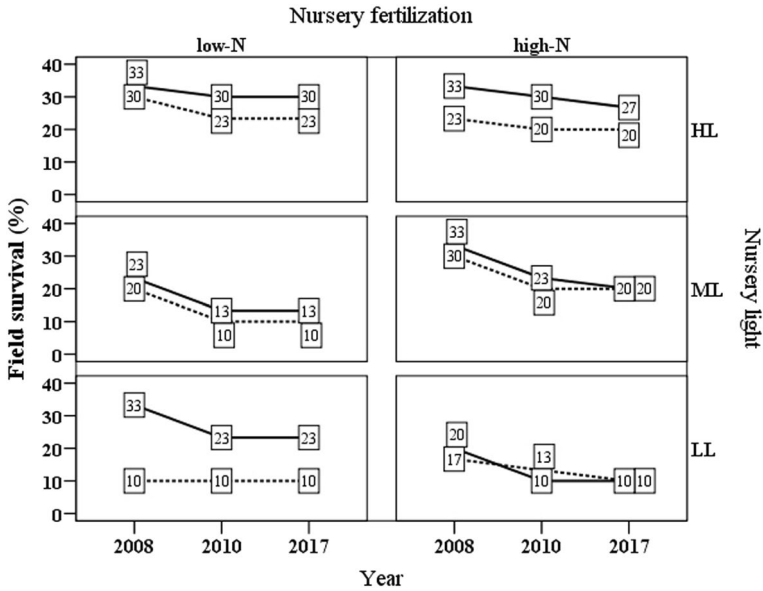 Nursery fertilization
low-N high-N
40
30
20
10
0
33
30 30 30
23 23
33 30 27
23 20 20
HL
40
30
20
10
0
23
20 13 13
10 10
33
30 23 20 20
20
ML
40
30
20
10
0
33 23 23
10 10 10
20
17 13
10 10 10
LL
Field survival (%)
Nursery light
2008 2010 2017 2008 2010 2017
Year